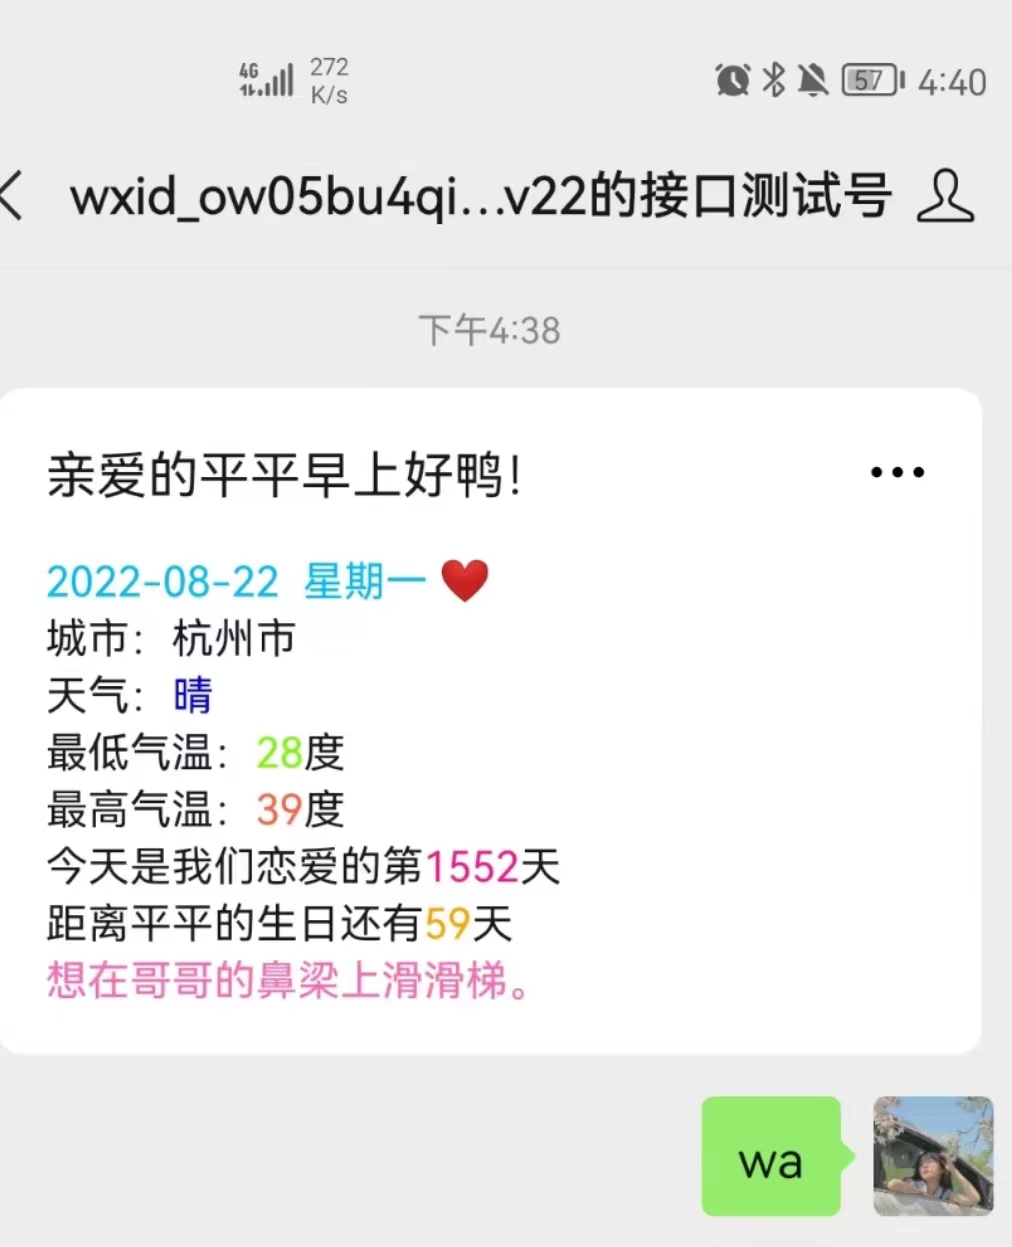 4G 272
K/s
57 4:40
wxid_ow05bu4qi...v22的接口测试号
下午4:38
亲爱的平平早上好鸭！
2022-08-22 星期一
城市：杭州市
天气：晴
最低气温：28度
最高气温：39度
今天是我们恋爱的第1552天
距离平平的生日还有59天
想在哥哥的鼻梁上滑滑梯。
wa